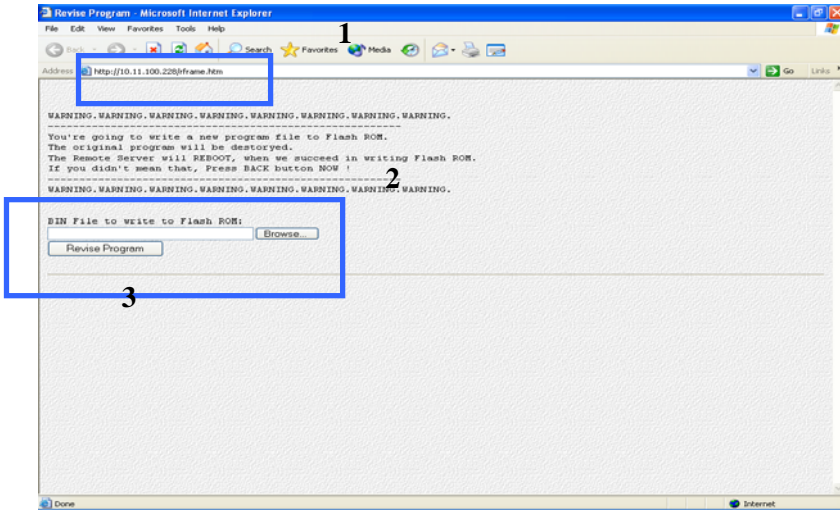 Revise Program - Microsoft Internet Explorer
1
File Edit View Favorites Tools Help
Back Search Favorites Media
Address http://10.11.100.228/rframe.htm Go Links
WARNING.WARNING.WARNING.WARNING.WARNING.WARNING.WARNING.WARNING.
----------------------------------------------------------------
You're going to write a new program file to Flash ROM.
The original program will be destoryed.
The Remote Server will REBOOT, when we succeed in writing Flash ROM.
If you didn't mean that, Press BACK button NOW !
2
----------------------------------------------------------------
WARNING.WARNING.WARNING.WARNING.WARNING.WARNING.WARNING.WARNING.
BIN File to write to Flash ROM:
Browse...
Revise Program
3
Done Internet